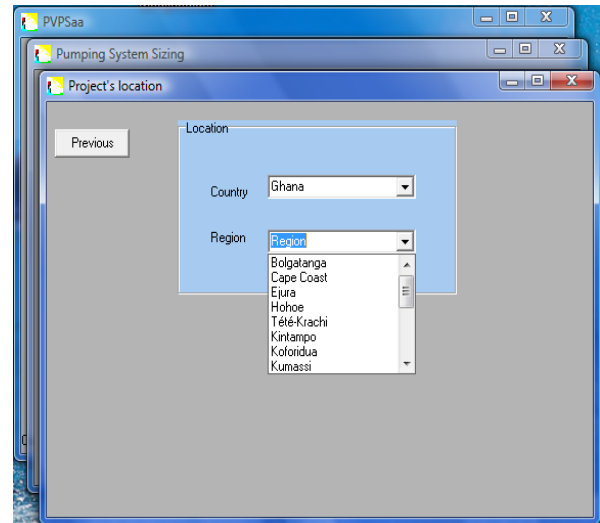 PVPSaa
Pumping System Sizing
Project's location
Previous
Location
Country
Ghana
Region
Region
Bolgatanga
Cape Coast
Ejura
Hohoe
Tété-Krachi
Kintampo
Koforidua
Kumassi